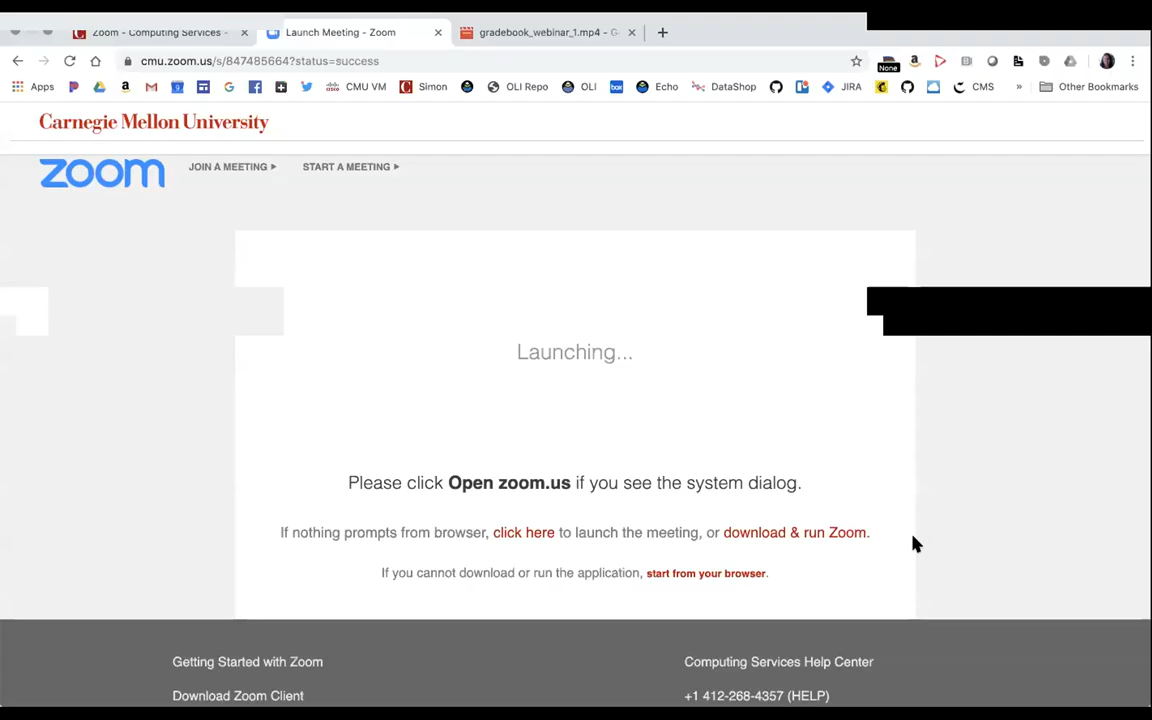 Zoom - Computing Services -
Launch Meeting - Zoom
gradebook_webinar_1.mp4 - G
cmu.zoom.us/s/847485664?status=success
None
Apps
CMU VM
Simon
OLI Repo
OLI
box
Echo
DataShop
JIRA
CMS
»
Other Bookmarks
Carnegie Mellon University
zoom
JOIN A MEETING
START A MEETING
Launching...
Please click Open zoom.us if you see the system dialog.
If nothing prompts from browser, click here to launch the meeting, or download & run Zoom.
If you cannot download or run the application, start from your browser.
Getting Started with Zoom
Computing Services Help Center
Download Zoom Client
+1 412-268-4357 (HELP)